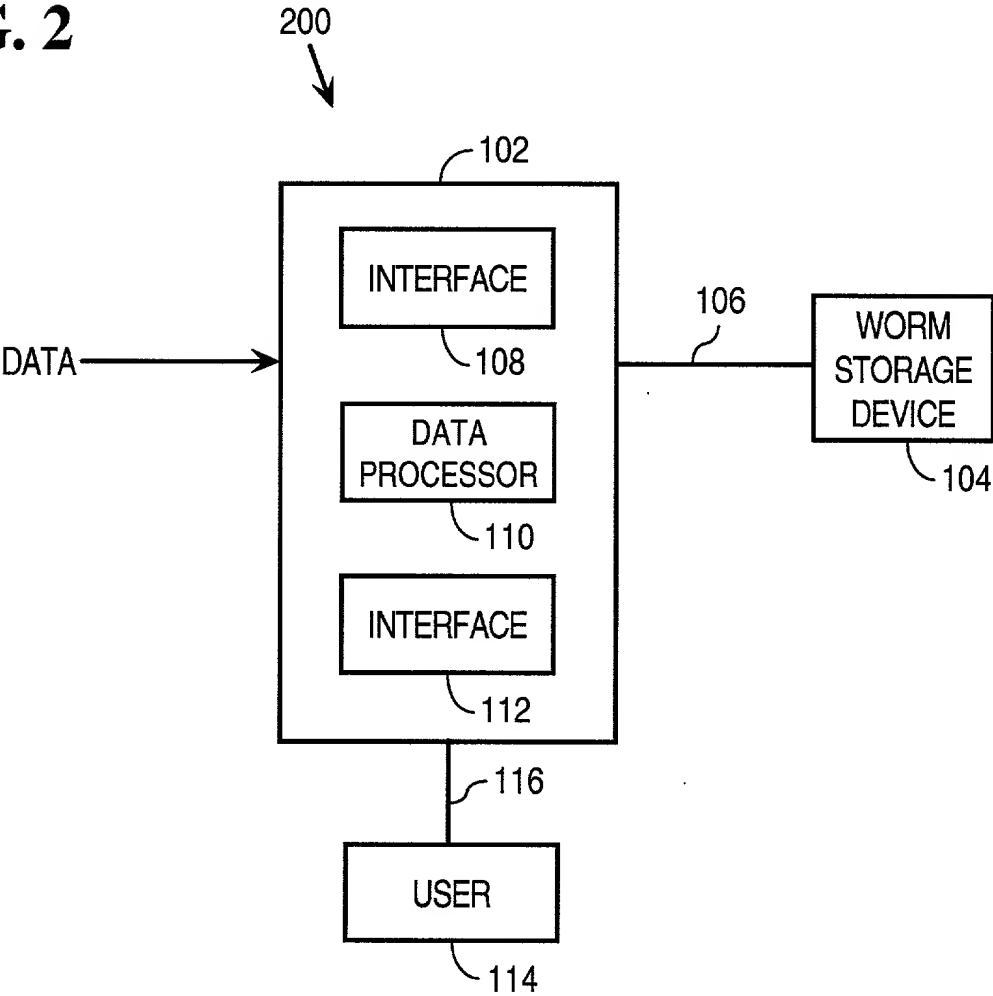 G. 2
200
102
INTERFACE
108
DATA
106
WORM
STORAGE
DEVICE
104
DATA
PROCESSOR
110
INTERFACE
112
116
USER
114